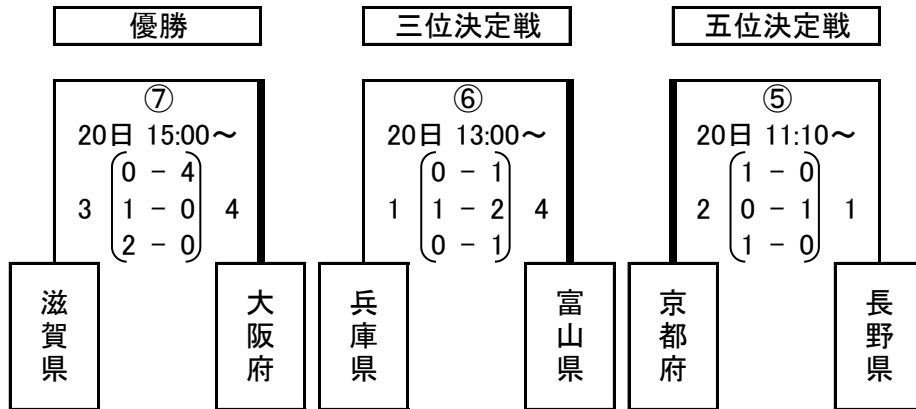 優勝
⑦
20日 15:00～
0 － 4
3 1 － 0 4
2 － 0
滋賀県
大阪府
三位決定戦
⑥
20日 13:00～
0 － 1
1 1 － 2 4
0 － 1
兵庫県
富山県
五位決定戦
⑤
20日 11:10～
1 － 0
2 0 － 1 1
1 － 0
京都府
長野県